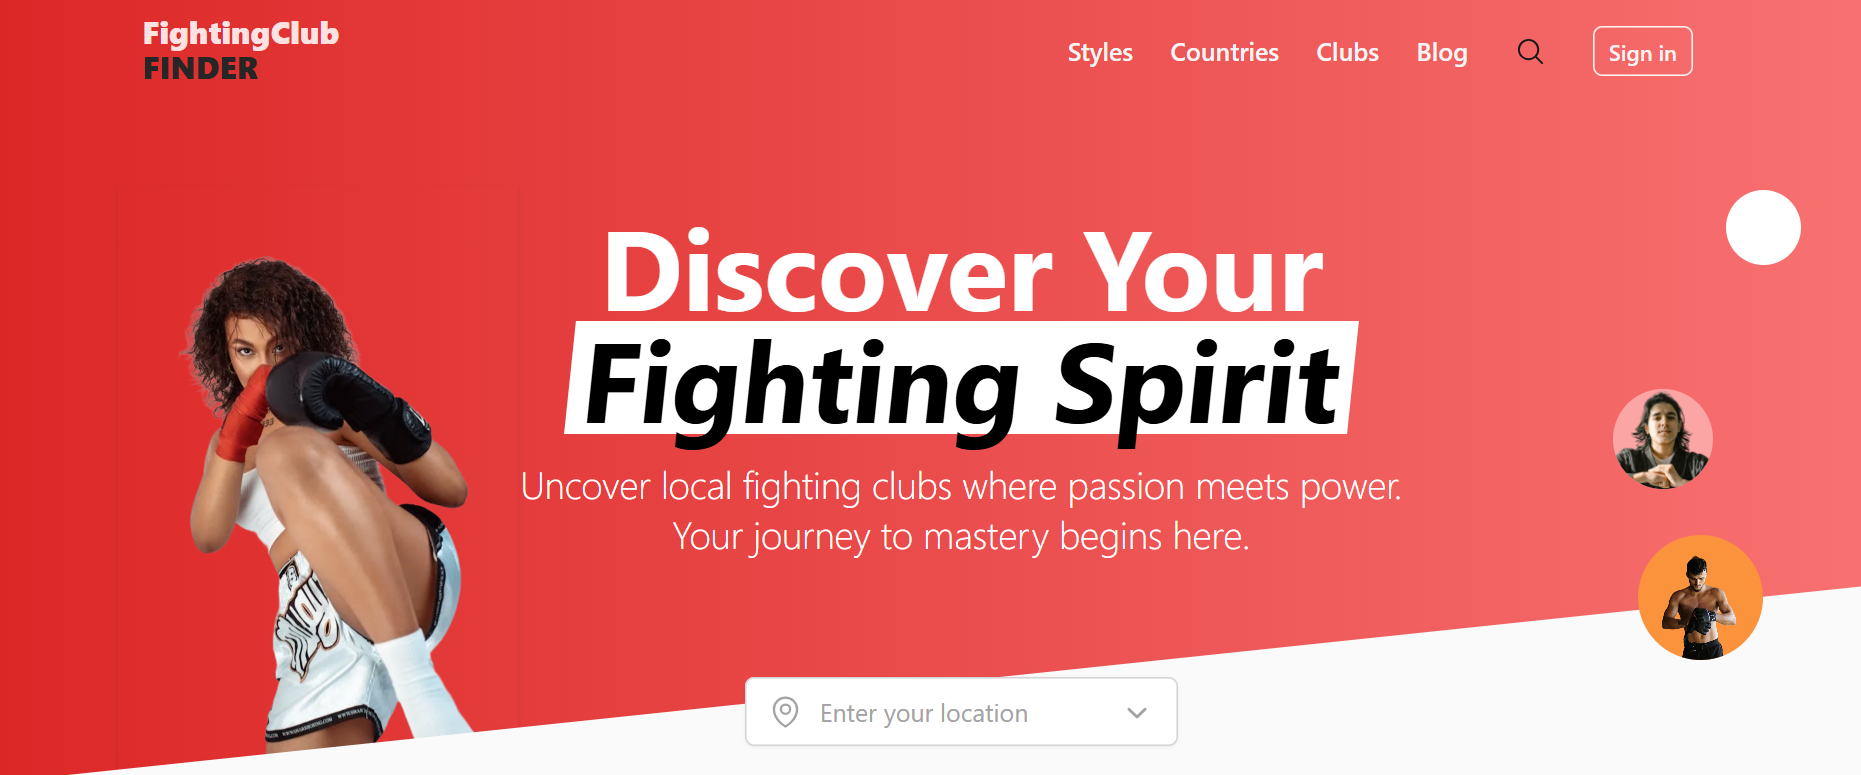 FightingClub
FINDER
Styles
Countries
Clubs
Blog
Sign in
Discover Your
Fighting Spirit
Uncover local fighting clubs where passion meets power.
Your journey to mastery begins here.
Enter your location